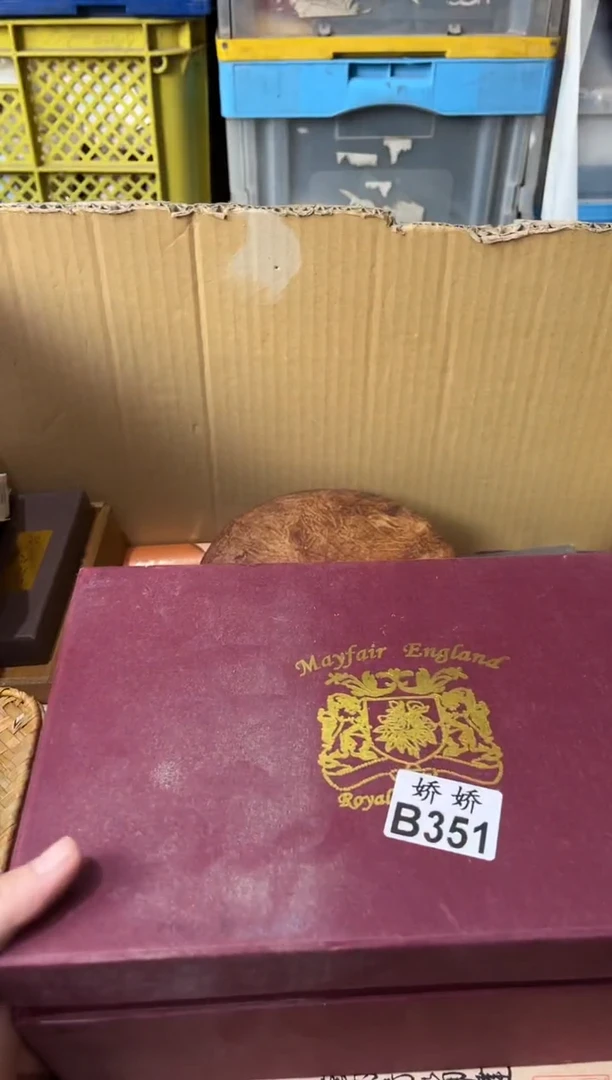 Mayfair England
Royal
娇娇
B351